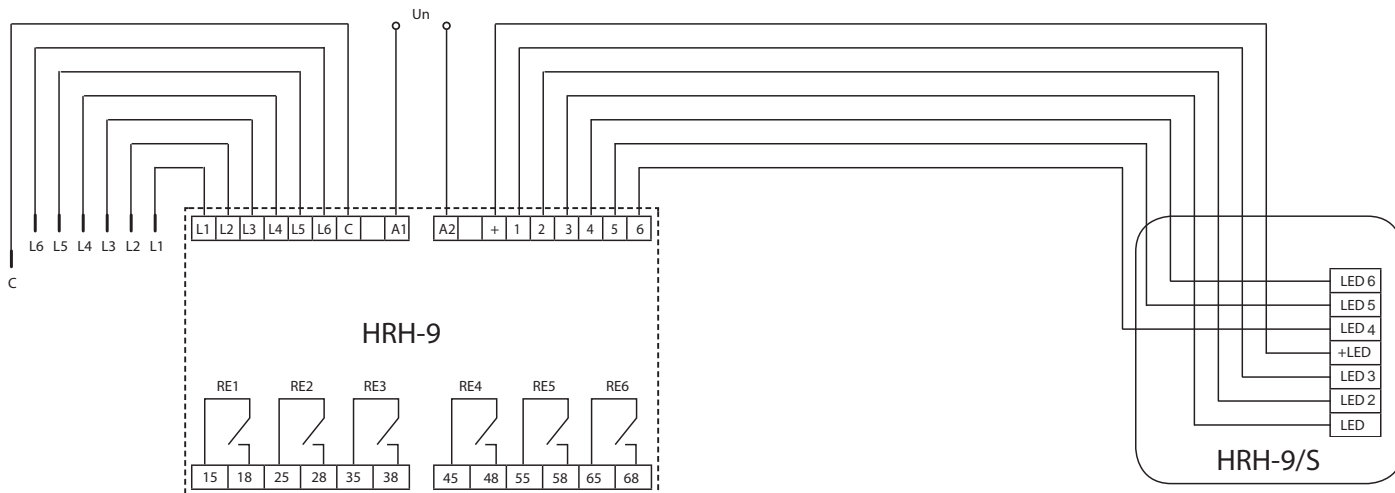 Un
L6 L5 L4 L3 L2 L1
C
L1 L2 L3 L4 L5 L6 C A1
A2 + 1 2 3 4 5 6
HRH-9
RE1 RE2 RE3 RE4 RE5 RE6
15 18 25 28 35 38
45 48 55 58 65 68
LED 6
LED 5
LED 4
+LED
LED 3
LED 2
LED
HRH-9/S